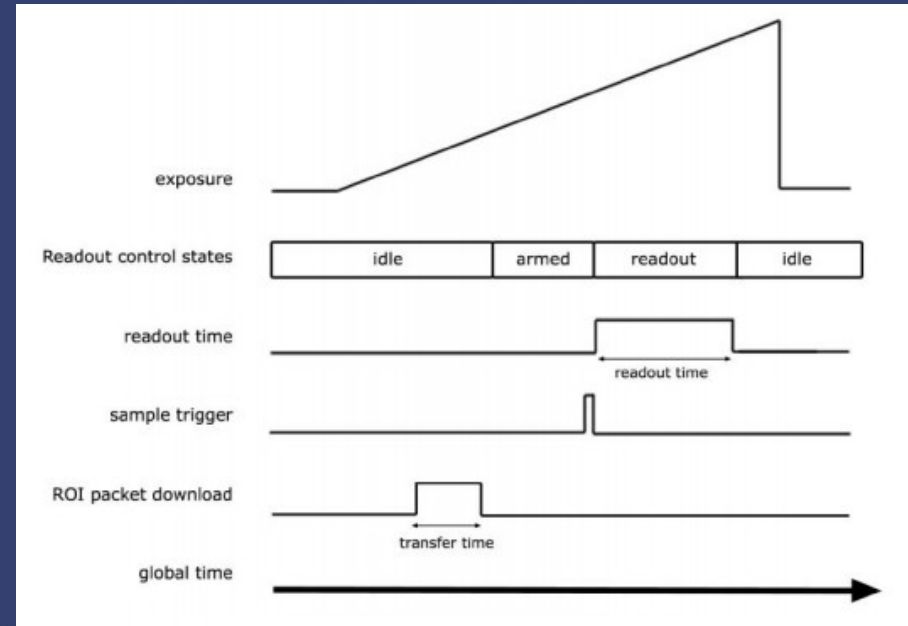 exposure
Readout control states
idle
armed
readout
idle
readout time
readout time
sample trigger
ROI packet download
transfer time
global time